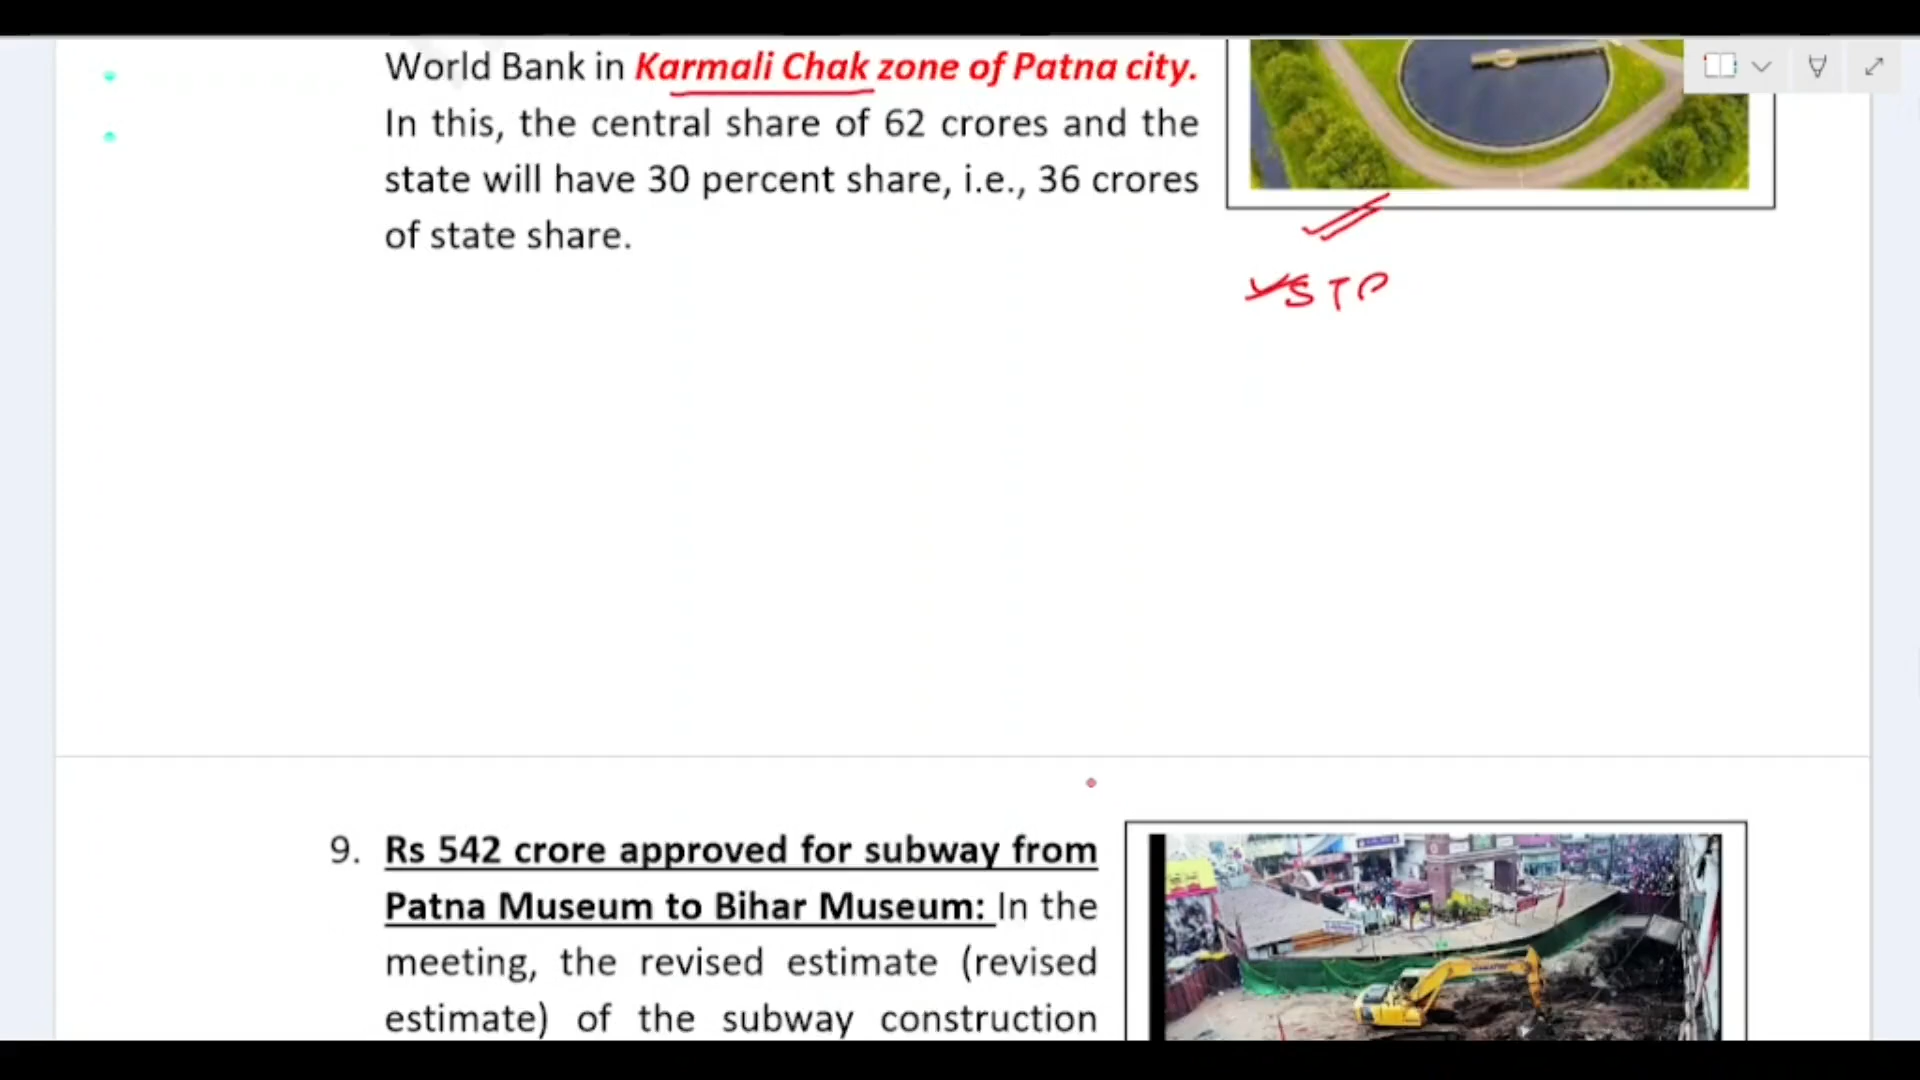 World Bank in Karmali Chak zone of Patna city.
In this, the central share of 62 crores and the
state will have 30 percent share, i.e., 36 crores
of state share.
STP
9. Rs 542 crore approved for subway from
Patna Museum to Bihar Museum: In the
meeting, the revised estimate (revised
estimate) of the subway construction